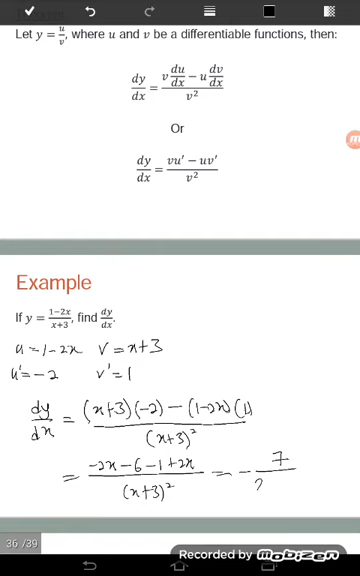 Let y = u/v, where u and v be a differentiable functions, then:
dy/dx = (v du/dx − u dv/dx)/v²
Or
dy/dx = (vu′ − uv′)/v²
Example
If y = (1−2x)/(x+3), find dy/dx.
u = 1−2x v = x+3
u' = −2 v' = 1
dy/dx = ((x+3)(−2) − (1−2x)(1))/(x+3)²
= (−2x−6−1+2x)/(x+3)² = − 7/
36 /39
Recorded by Mobizen